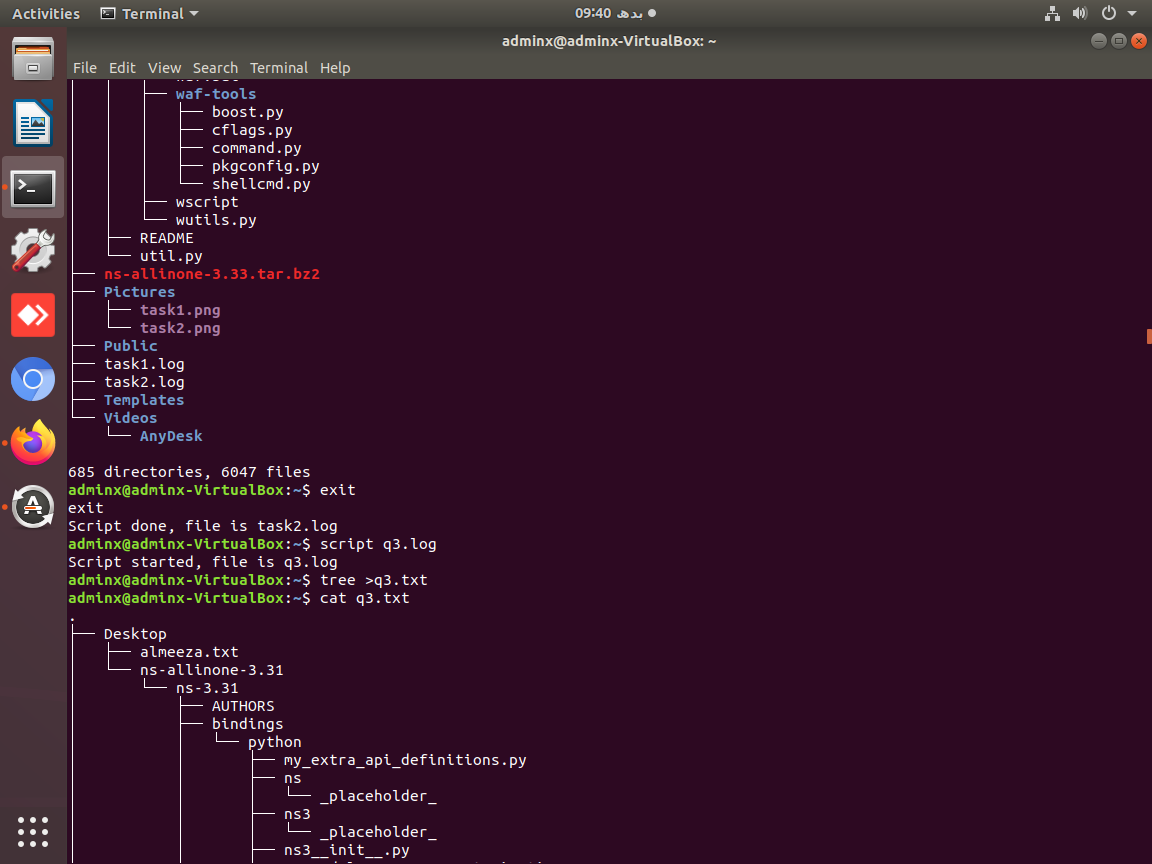 Activities Terminal بدھ 09:40
adminx@adminx-VirtualBox: ~
File Edit View Search Terminal Help
waf-tools
boost.py
cflags.py
command.py
pkgconfig.py
shellcmd.py
wscript
wutils.py
README
util.py
ns-allinone-3.33.tar.bz2
Pictures
task1.png
task2.png
Public
task1.log
task2.log
Templates
Videos
AnyDesk
685 directories, 6047 files
adminx@adminx-VirtualBox:~$ exit
exit
Script done, file is task2.log
adminx@adminx-VirtualBox:~$ script q3.log
Script started, file is q3.log
adminx@adminx-VirtualBox:~$ tree >q3.txt
adminx@adminx-VirtualBox:~$ cat q3.txt
.
Desktop
almeeza.txt
ns-allinone-3.31
ns-3.31
AUTHORS
bindings
python
my_extra_api_definitions.py
ns
_placeholder_
ns3
_placeholder_
ns3__init__.py